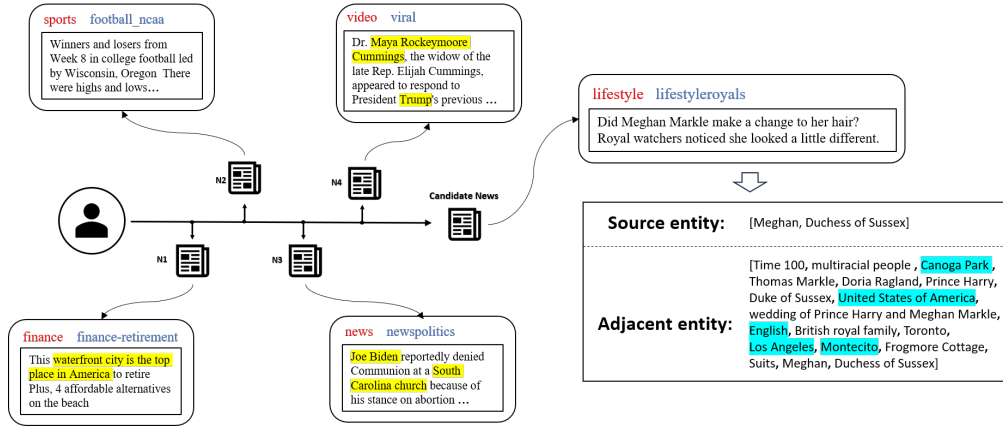 sports football_ncaa
Winners and losers from
Week 8 in college football led
by Wisconsin, Oregon There
were highs and lows...
video viral
Dr. Maya Rockeymoore
Cummings, the widow of the
late Rep. Elijah Cummings,
appeared to respond to
President Trump's previous ...
lifestyle lifestyleroyals
Did Meghan Markle make a change to her hair?
Royal watchers noticed she looked a little different.
N2
N4
Candidate News
N1
N3
finance finance-retirement
This waterfront city is the top
place in America to retire
Plus, 4 affordable alternatives
on the beach
news newspolitics
Joe Biden reportedly denied
Communion at a South
Carolina church because of
his stance on abortion ...
Source entity: [Meghan, Duchess of Sussex]
Adjacent entity:
[Time 100, multiracial people , Canoga Park ,
Thomas Markle, Doria Ragland, Prince Harry,
Duke of Sussex, United States of America,
wedding of Prince Harry and Meghan Markle,
English, British royal family, Toronto,
Los Angeles, Montecito, Frogmore Cottage,
Suits, Meghan, Duchess of Sussex]